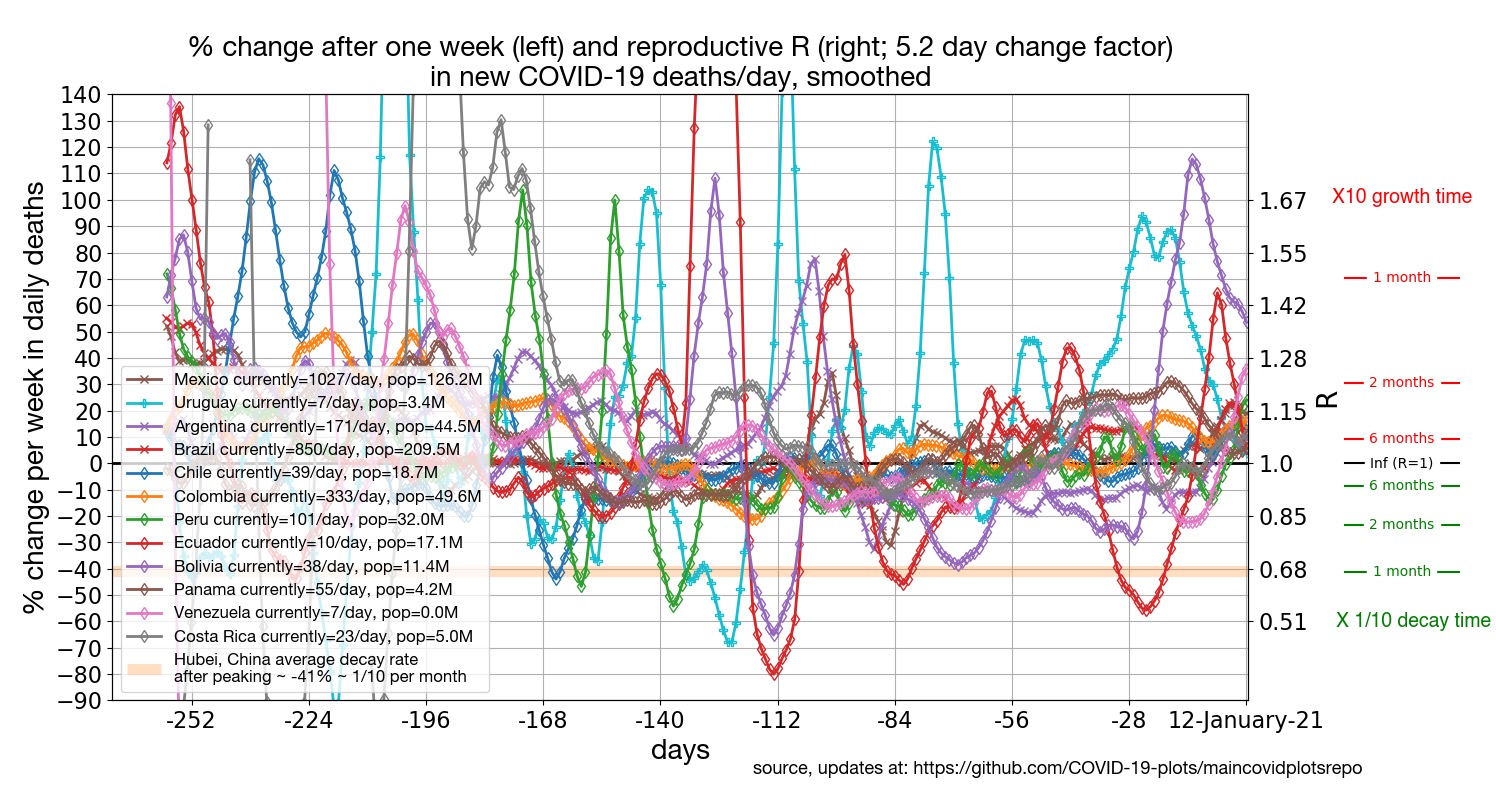 % change after one week (left) and reproductive R (right; 5.2 day change factor)
in new COVID-19 deaths/day, smoothed
% change per week in daily deaths
140
130
120
110
100
90
80
70
60
50
40
30
20
10
0
−10
−20
−30
−40
−50
−60
−70
−80
−90
Mexico currently=1027/day, pop=126.2M
Uruguay currently=7/day, pop=3.4M
Argentina currently=171/day, pop=44.5M
Brazil currently=850/day, pop=209.5M
Chile currently=39/day, pop=18.7M
Colombia currently=333/day, pop=49.6M
Peru currently=101/day, pop=32.0M
Ecuador currently=10/day, pop=17.1M
Bolivia currently=38/day, pop=11.4M
Panama currently=55/day, pop=4.2M
Venezuela currently=7/day, pop=0.0M
Costa Rica currently=23/day, pop=5.0M
Hubei, China average decay rate
after peaking ~ -41% ~ 1/10 per month
-252 -224 -196 -168 -140 -112 -84 -56 -28 12-January-21
days
1.67
1.55
1.42
1.28
1.15
1.0
0.85
0.68
0.51
R
X10 growth time
1 month
2 months
6 months
Inf (R=1)
6 months
2 months
1 month
X 1/10 decay time
source, updates at: https://github.com/COVID-19-plots/maincovidplotsrepo